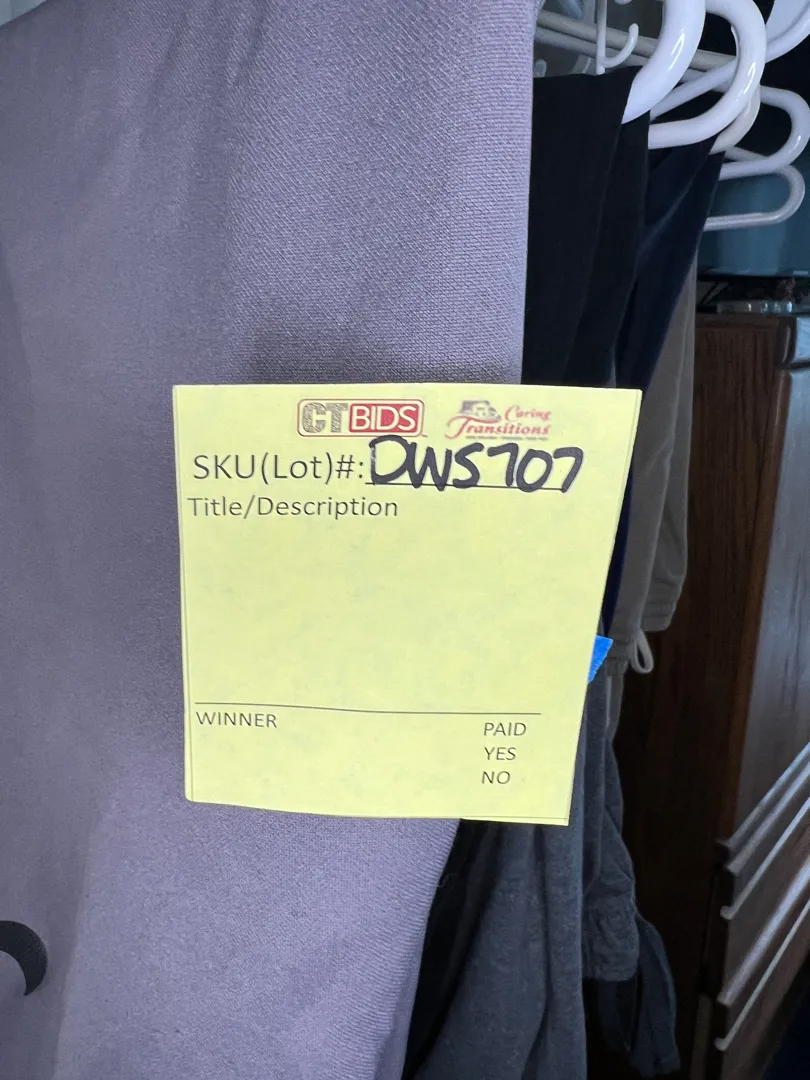 CTBIDS
Caring
Transitions
SKU(Lot)#: DWS707
Title/Description
WINNER
PAID
YES
NO